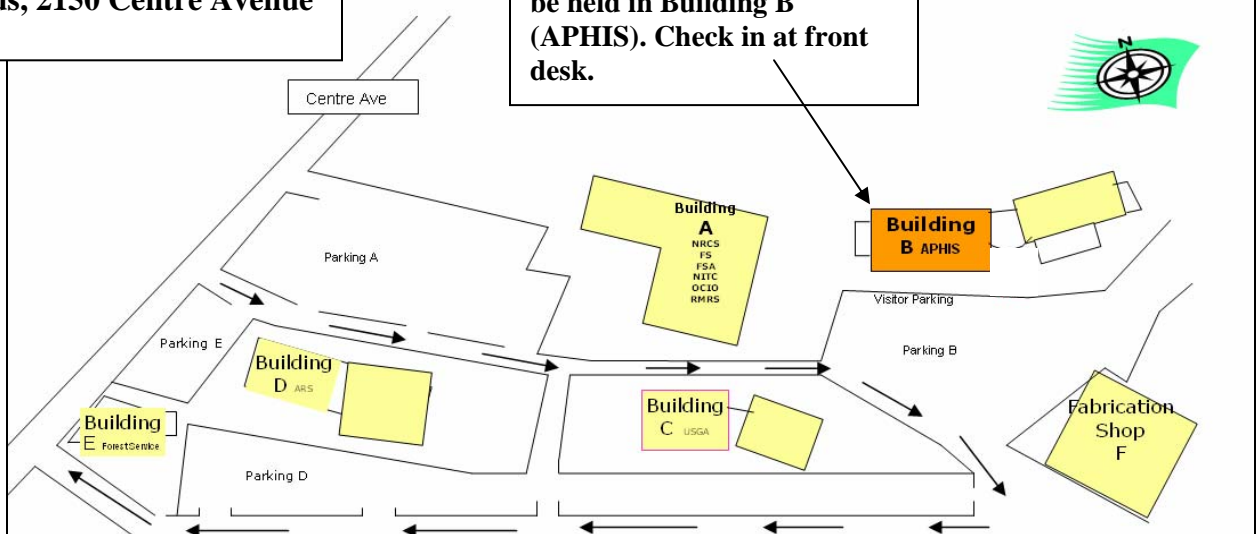 2150 Centre Avenue
be held in Building B
(APHIS). Check in at front
desk.
N
Centre Ave
Building
A
NRCS
FS
FSA
NITC
OCIO
RMRS
Building
B APHIS
Parking A
Visitor Parking
Parking B
Parking E
Building
D ARS
Building
C USGA
Fabrication
Shop
F
Building
E ForestService
Parking D